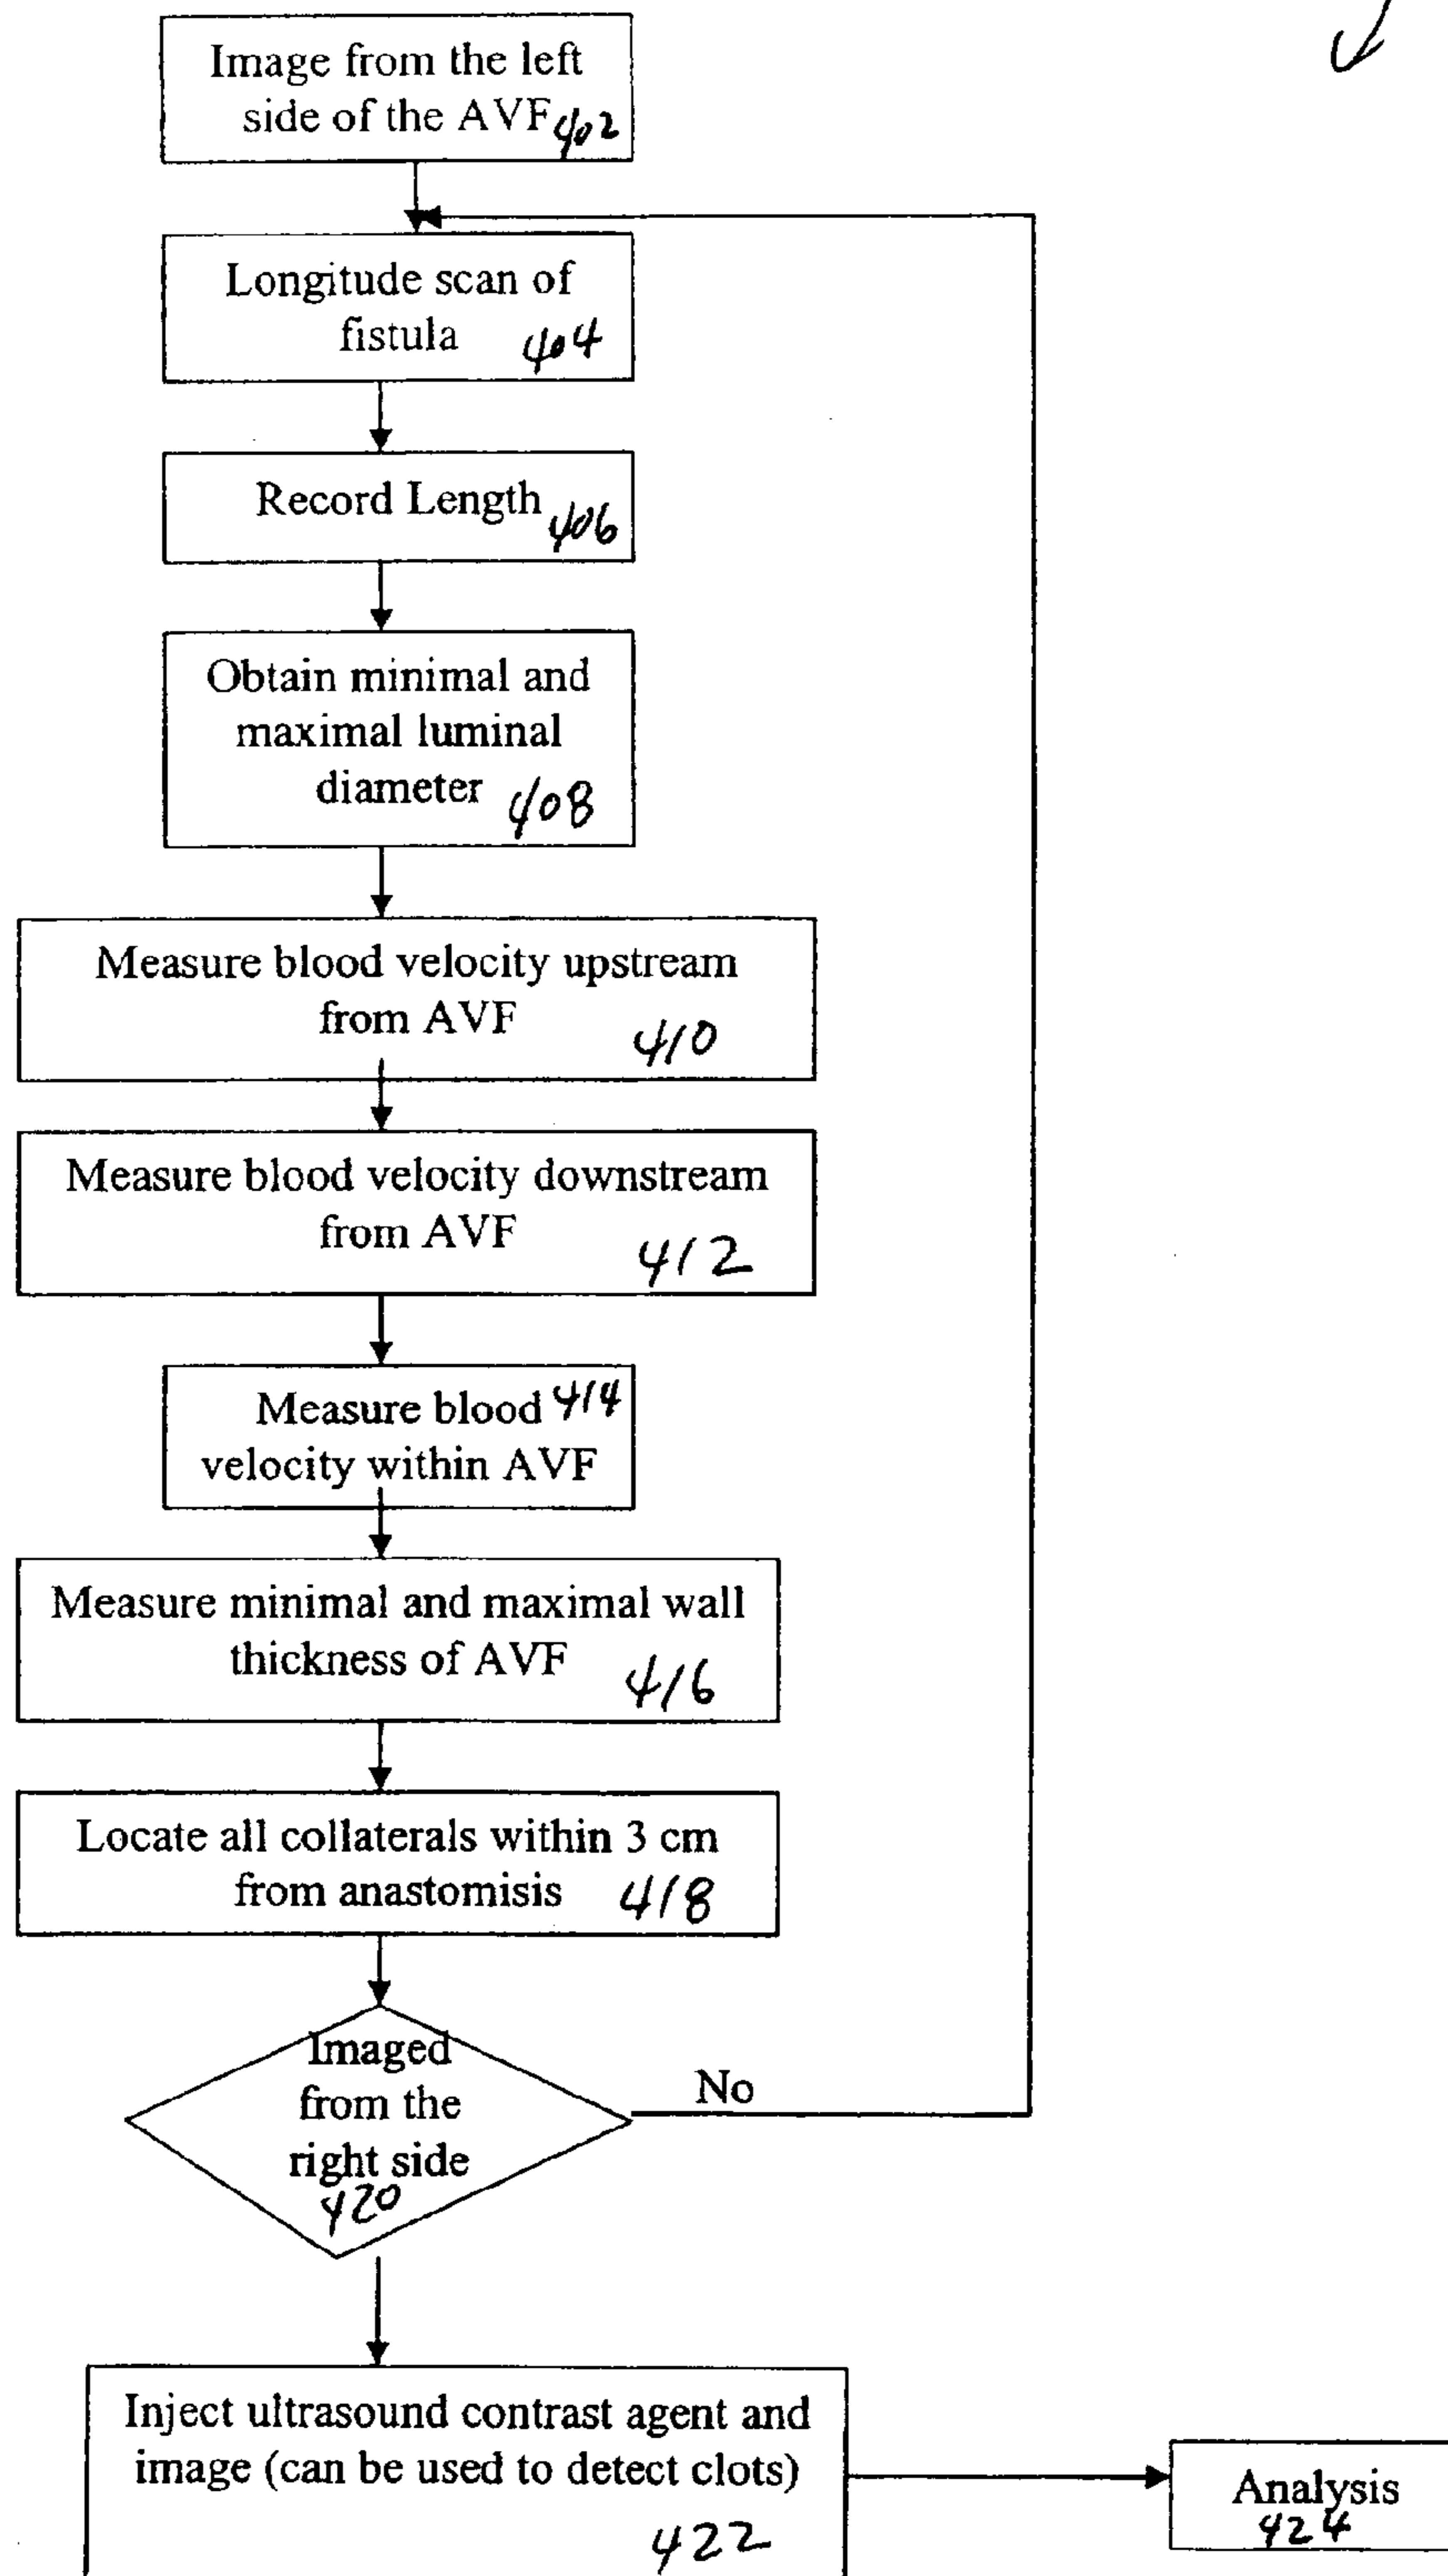 Image from the left
side of the AVF 402
Longitude scan of
fistula 404
Record Length 406
Obtain minimal and
maximal luminal
diameter 408
Measure blood velocity upstream
from AVF 410
Measure blood velocity downstream
from AVF 412
Measure blood 414
velocity within AVF
Measure minimal and maximal wall
thickness of AVF 416
Locate all collaterals within 3 cm
from anastomisis 418
Imaged
from the
right side
420
No
Inject ultrasound contrast agent and
image (can be used to detect clots)
422
Analysis
424